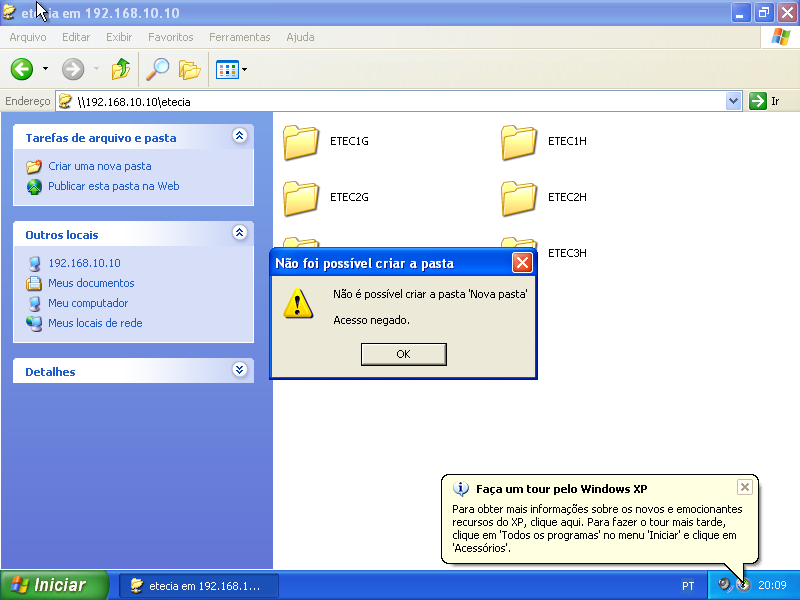 etecia em 192.168.10.10
Arquivo Editar Exibir Favoritos Ferramentas Ajuda
Endereço \\192.168.10.10\etecia Ir
Tarefas de arquivo e pasta
Criar uma nova pasta
Publicar esta pasta na Web
Outros locais
192.168.10.10
Meus documentos
Meu computador
Meus locais de rede
Detalhes
ETEC1G ETEC1H
ETEC2G ETEC2H
ETEC3H
Não foi possível criar a pasta
Não é possível criar a pasta 'Nova pasta'
Acesso negado.
OK
Faça um tour pelo Windows XP
Para obter mais informações sobre os novos e emocionantes
recursos do XP, clique aqui. Para fazer o tour mais tarde,
clique em 'Todos os programas' no menu 'Iniciar' e clique em
'Acessórios'.
Iniciar etecia em 192.168.1... PT 20:09